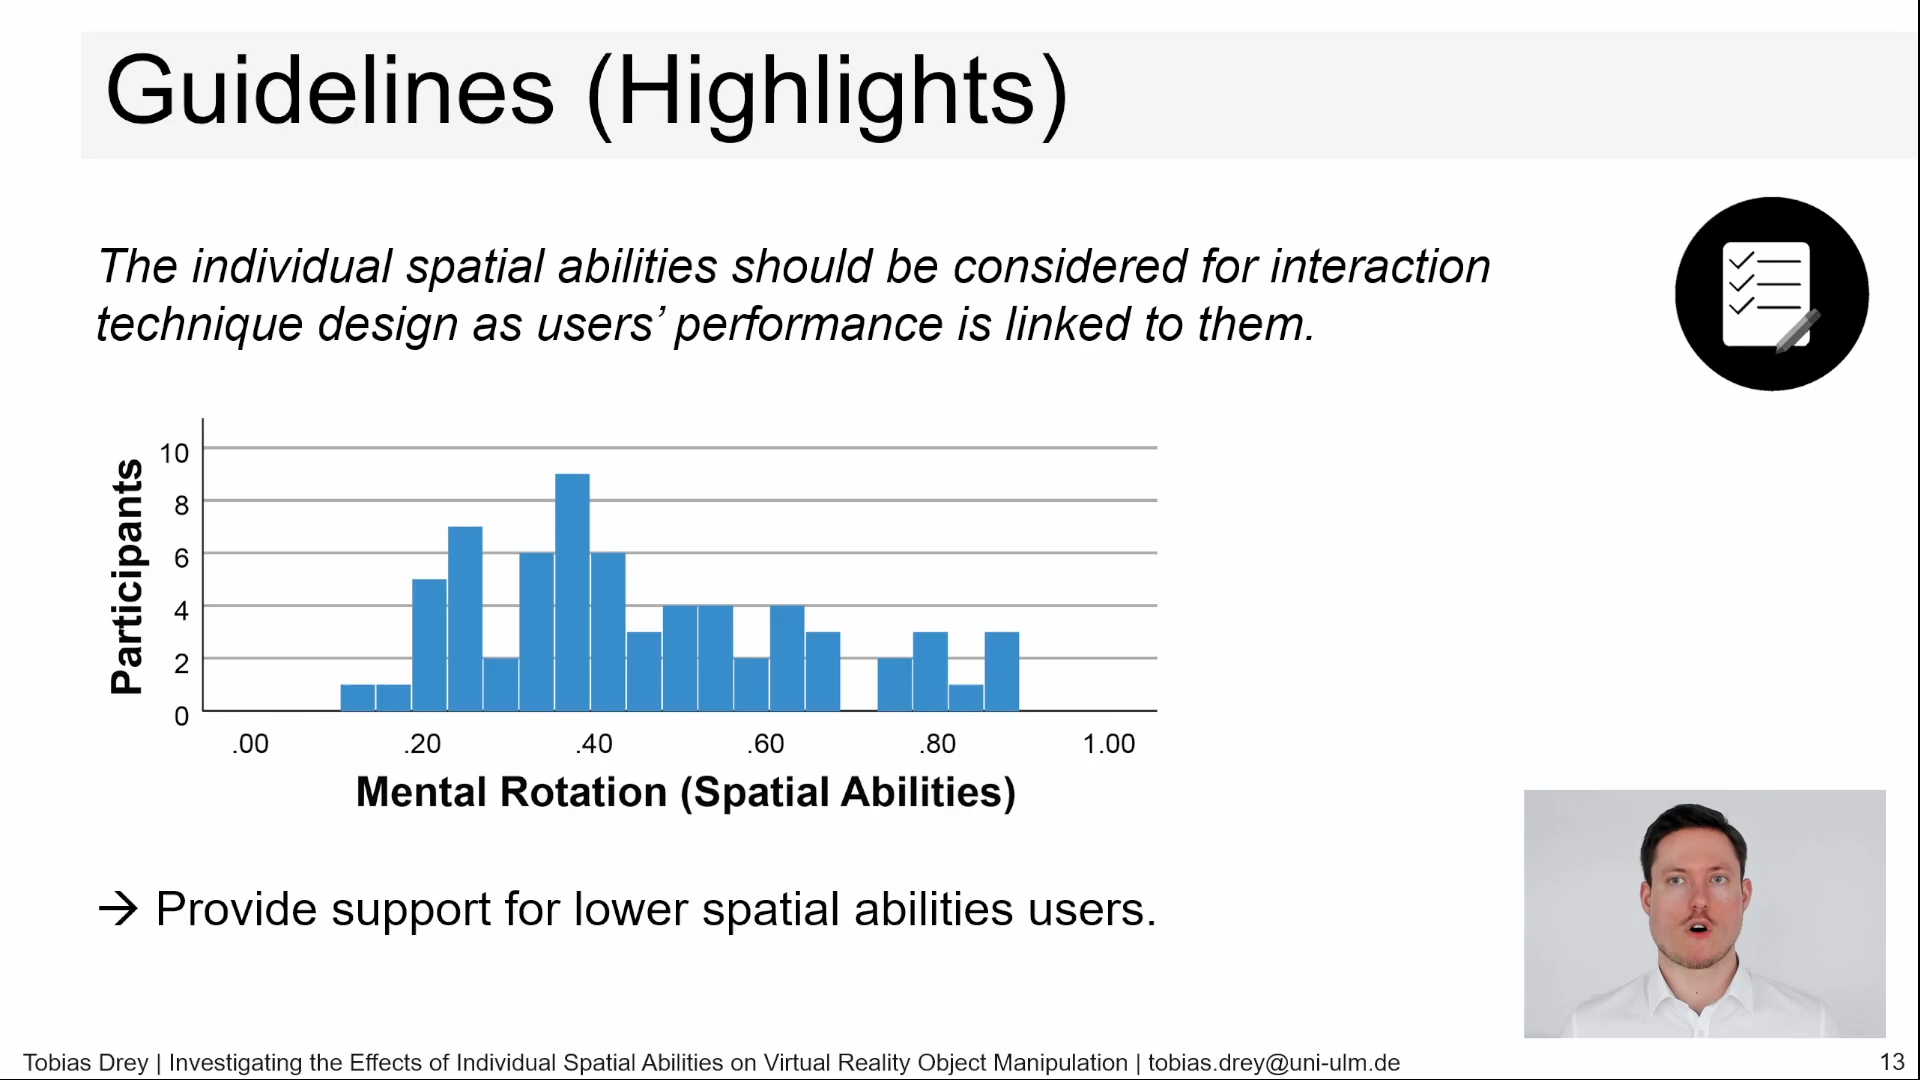 Guidelines (Highlights)
The individual spatial abilities should be considered for interaction
technique design as users’ performance is linked to them.
Participants
10
8
6
4
2
0
.00 .20 .40 .60 .80 1.00
Mental Rotation (Spatial Abilities)
→ Provide support for lower spatial abilities users.
Tobias Drey | Investigating the Effects of Individual Spatial Abilities on Virtual Reality Object Manipulation | tobias.drey@uni-ulm.de 13